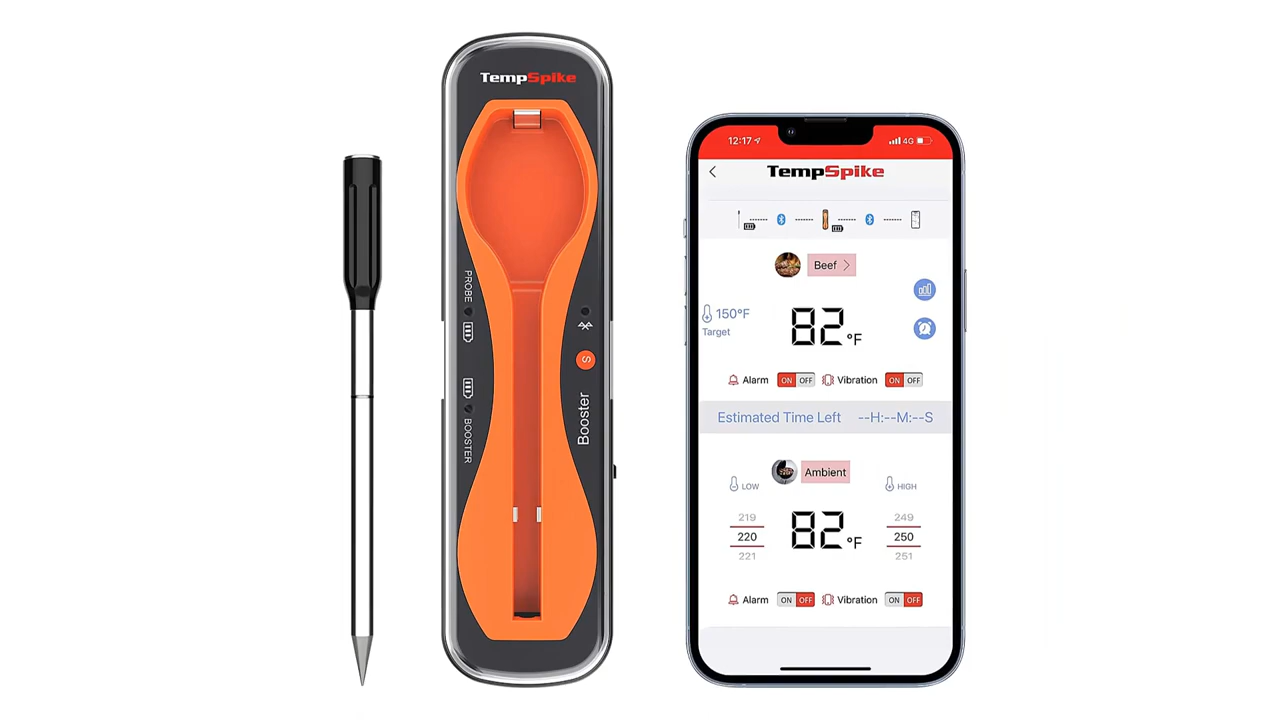 TempSpike
PROBE
BOOSTER
S
Booster
12:17
4G
TempSpike
Beef
150°F
Target
82°F
Alarm ON OFF Vibration ON OFF
Estimated Time Left --H:--M:--S
Ambient
LOW
HIGH
219
220
221
82°F
249
250
251
Alarm ON OFF Vibration ON OFF